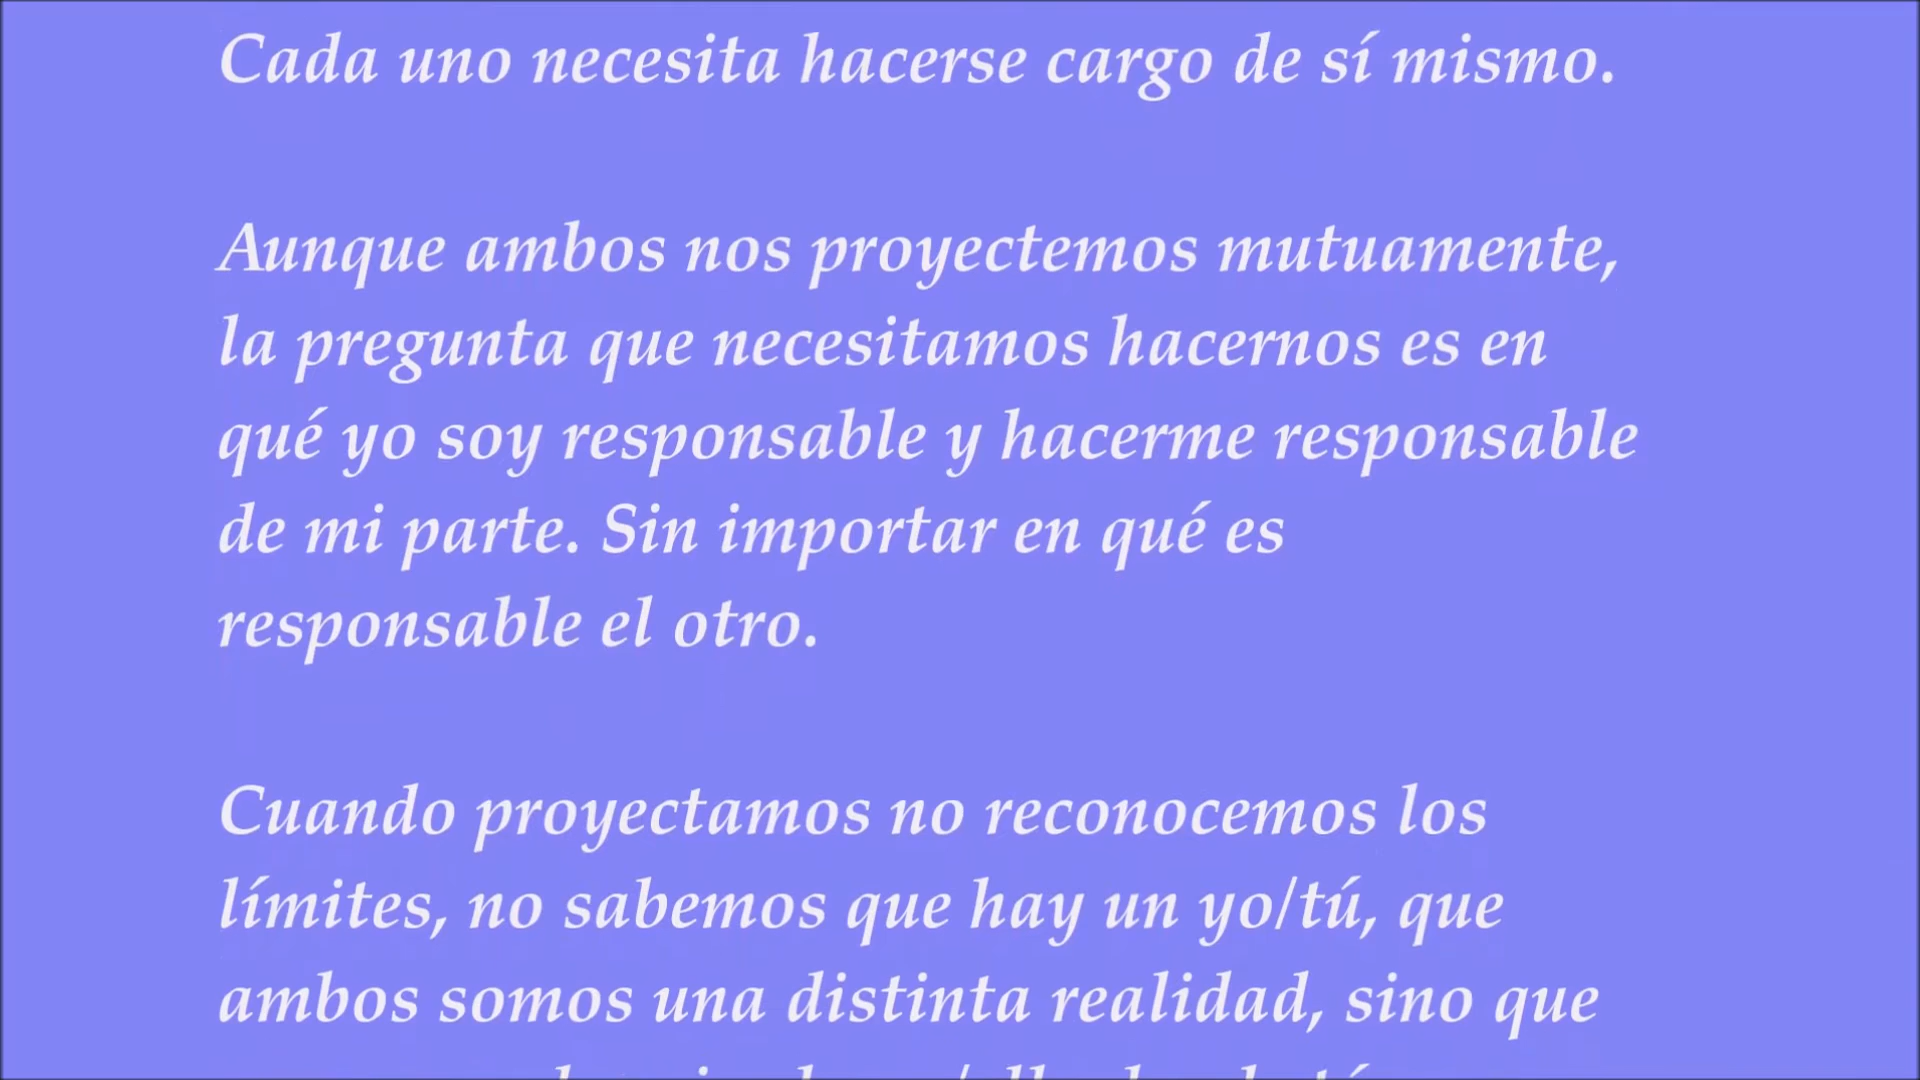 Cada uno necesita hacerse cargo de sí mismo.
Aunque ambos nos proyectemos mutuamente,
la pregunta que necesitamos hacernos es en
qué yo soy responsable y hacerme responsable
de mi parte. Sin importar en qué es
responsable el otro.
Cuando proyectamos no reconocemos los
límites, no sabemos que hay un yo/tú, que
ambos somos una distinta realidad, sino que